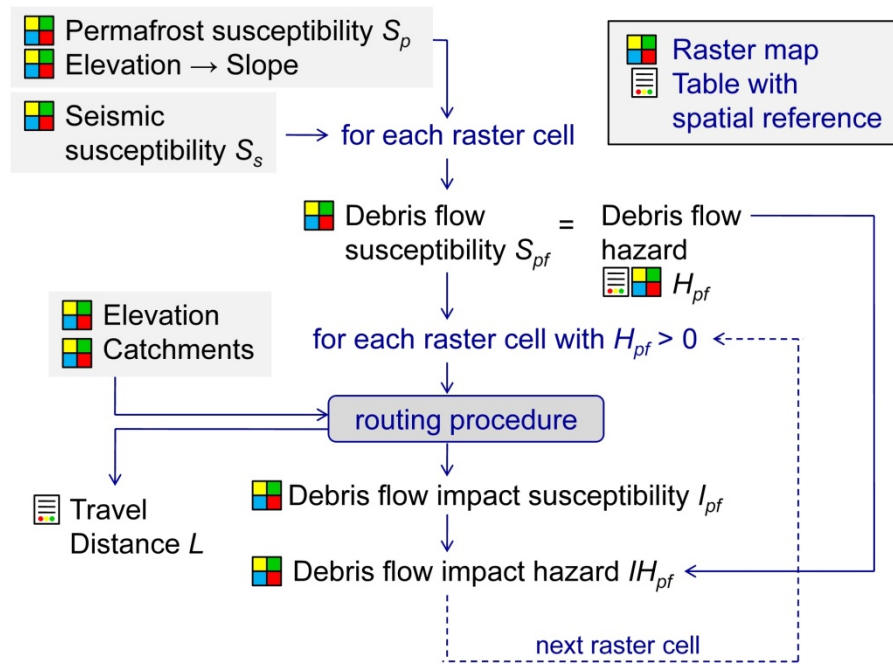 Permafrost susceptibility Sp
Elevation → Slope
Raster map
Table with
spatial reference
Seismic
susceptibility Ss
for each raster cell
Debris flow
susceptibility Spf
=
Debris flow
hazard
Hpf
Elevation
Catchments
for each raster cell with Hpf > 0
routing procedure
Travel
Distance L
Debris flow impact susceptibility Ipf
Debris flow impact hazard IHpf
next raster cell